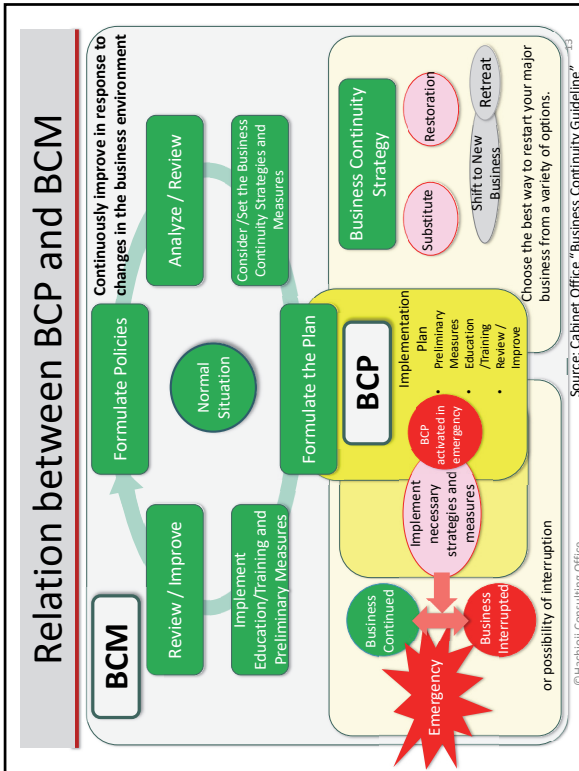 Relation between BCP and BCM
BCM
Continuously improve in response to
changes in the business environment
Formulate Policies
Review / Improve
Analyze / Review
Normal
Situation
Implement
Education/Training and
Preliminary Measures
Consider /Set the Business
Continuity Strategies and
Measures
Formulate the Plan
BCP
Implementation
Plan
• Preliminary
Measures
• Education
/Training
• Review /
Improve
BCP
activated in
emergency
Implement
necessary
strategies and
measures
Business
Continued
Business
Interrupted
Emergency
or possibility of interruption
Business Continuity
Strategy
Substitute
Restoration
Shift to New
Business
Retreat
Choose the best way to restart your major
business from a variety of options.
Source: Cabinet Office "Business Continuity Guideline"
13
©Hachioji Consulting Office